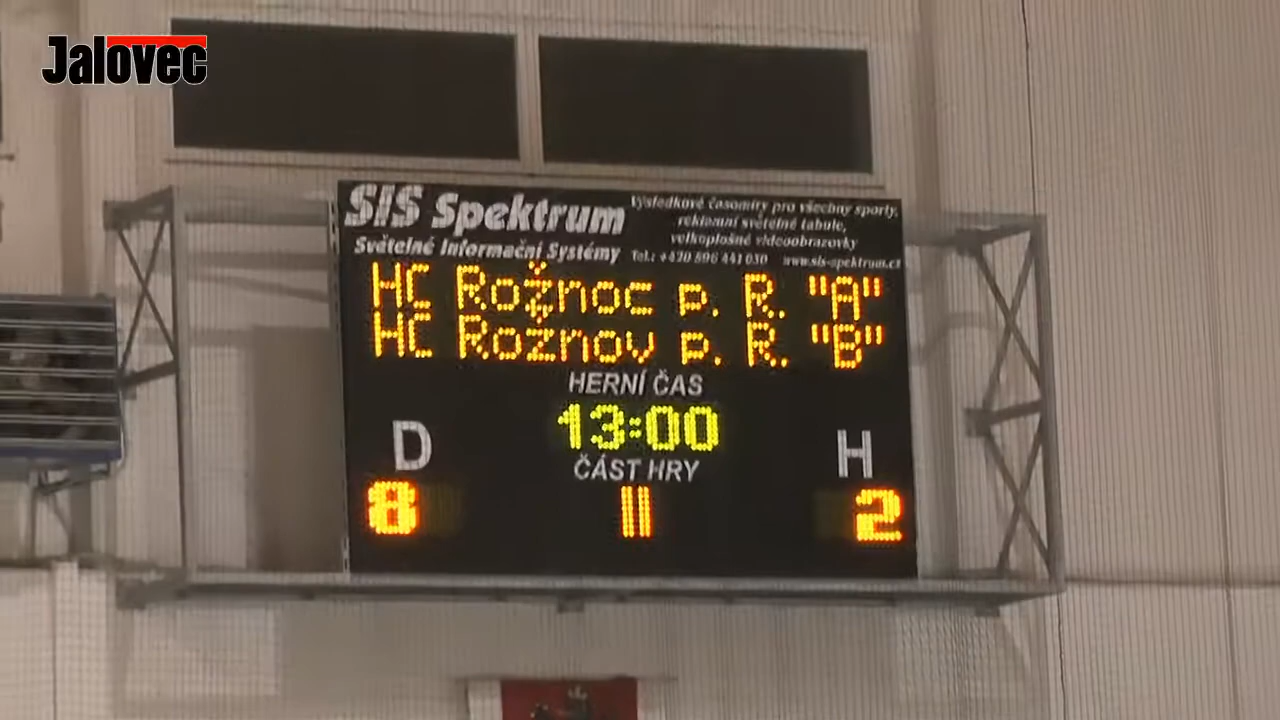 Jalovec
SIS Spektrum
Světelné Informační Systémy
Výsledkové časomíry pro všechny sporty,
reklamní světelné tabule,
velkoplošné videoobrazovky
Tel.: +420 596 441 030 www.sis-spektrum.cz
HC Rožnoc p. R. "A"
HC Rožnov p. R. "B"
HERNÍ ČAS
13:00
D
H
ČÁST HRY
8
II
2